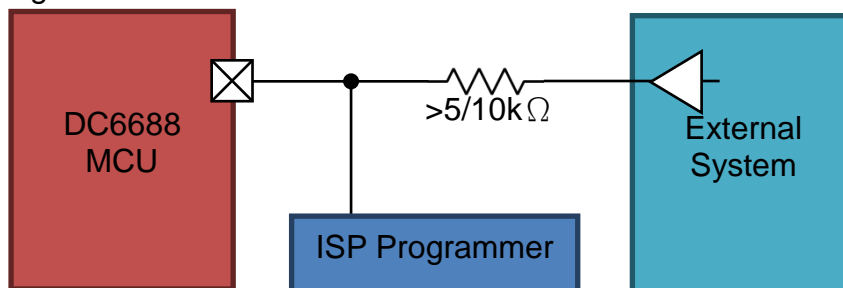 DC6688
MCU
>5/10kΩ
External
System
ISP Programmer